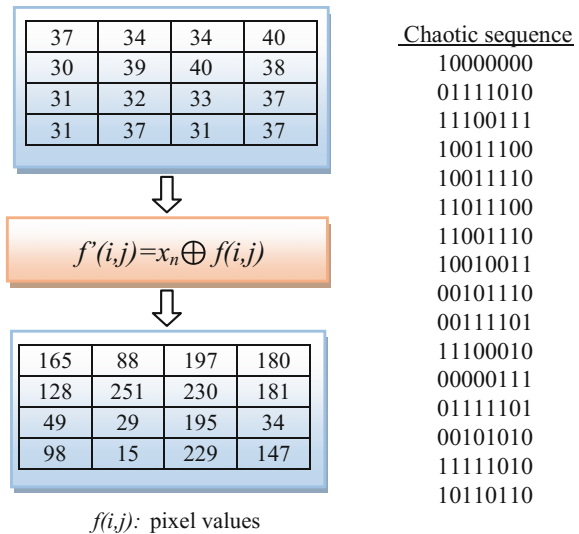 37 34 34 40
30 39 40 38
31 32 33 37
31 37 31 37
f’(i,j)=xₙ⊕ f(i,j)
165 88 197 180
128 251 230 181
49 29 195 34
98 15 229 147
f(i,j): pixel values
Chaotic sequence
10000000
01111010
11100111
10011100
10011110
11011100
11001110
10010011
00101110
00111101
11100010
00000111
01111101
00101010
11111010
10110110